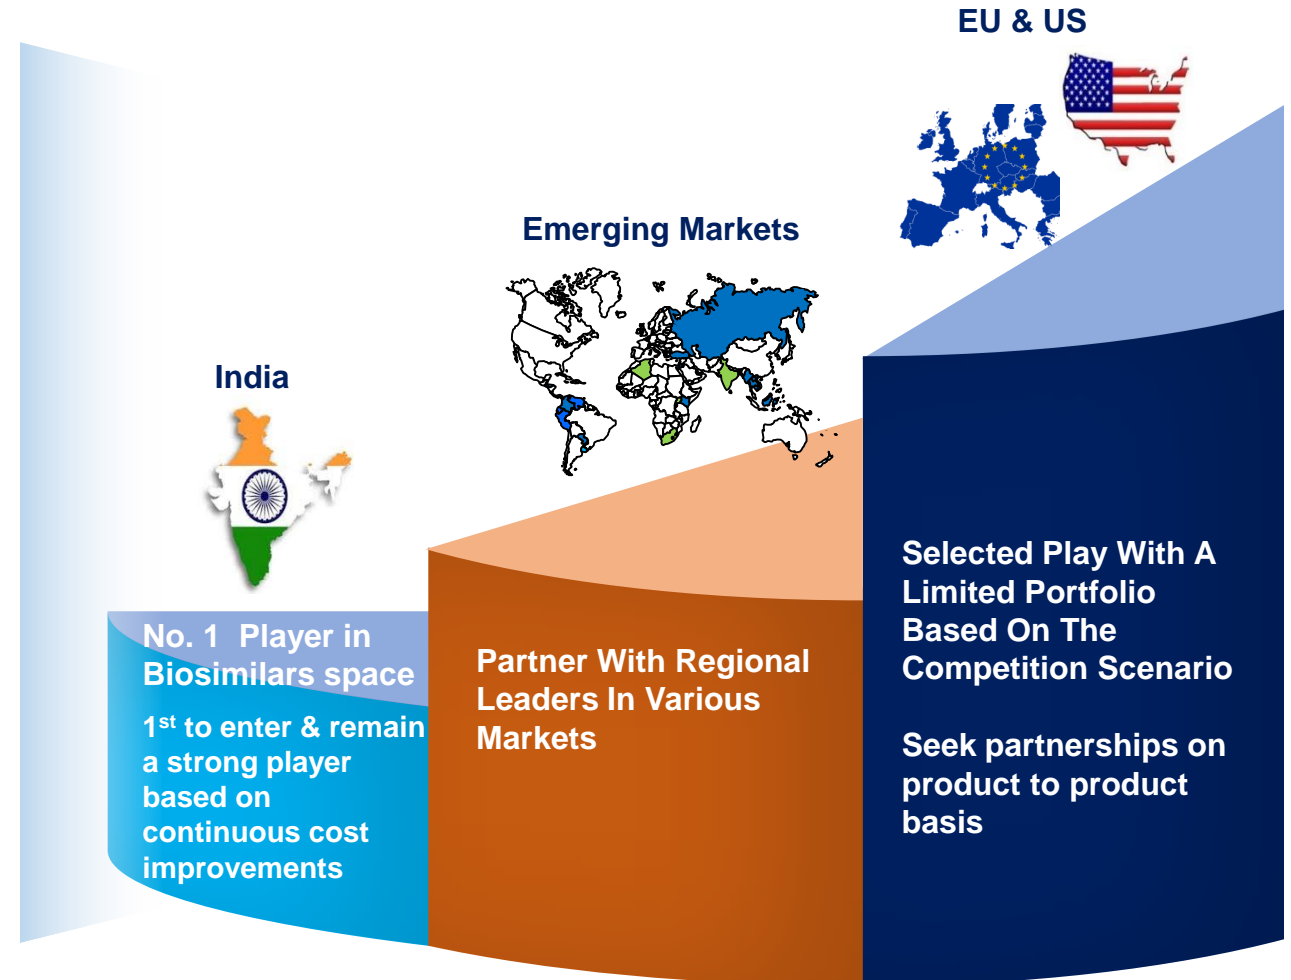 EU & US
Emerging Markets
India
No. 1 Player in
Biosimilars space
1st to enter & remain
a strong player
based on
continuous cost
improvements
Partner With Regional
Leaders In Various
Markets
Selected Play With A
Limited Portfolio
Based On The
Competition Scenario
Seek partnerships on
product to product
basis